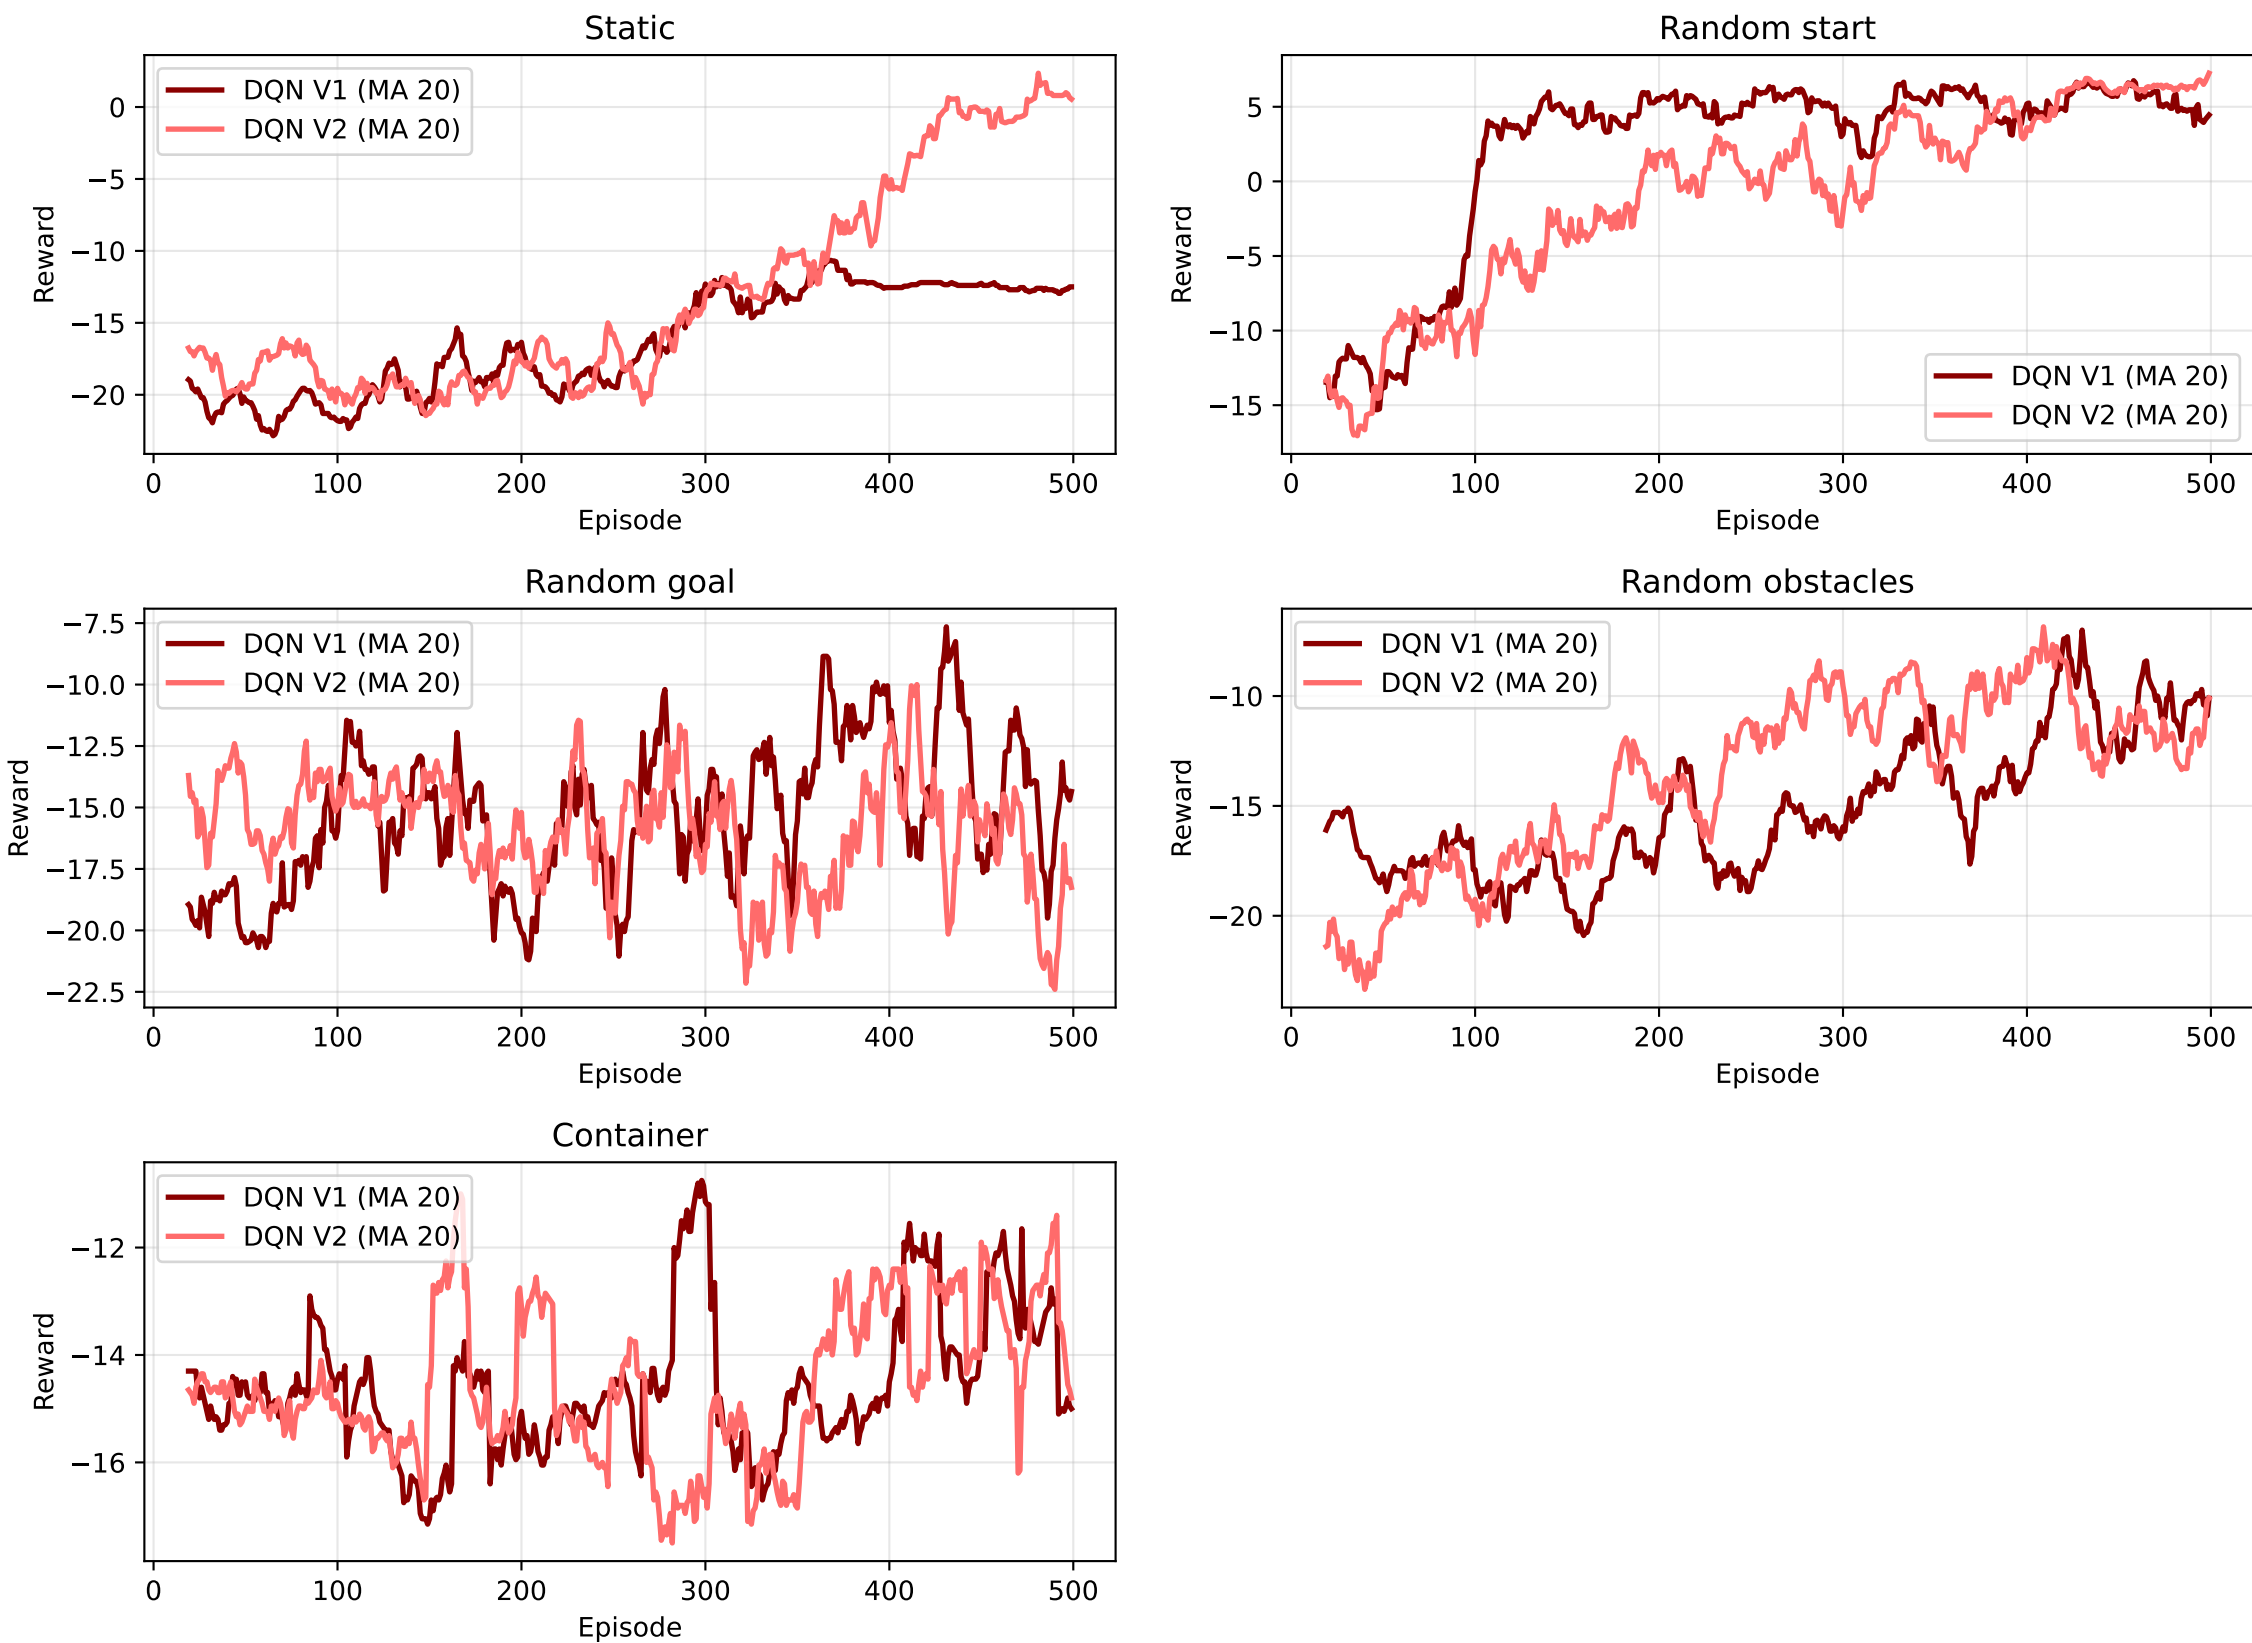 Static
DQN V1 (MA 20)
DQN V2 (MA 20)
0
−5
−10
−15
−20
Reward
0 100 200 300 400 500
Episode
Random start
5
0
−5
−10
−15
Reward
DQN V1 (MA 20)
DQN V2 (MA 20)
0 100 200 300 400 500
Episode
Random goal
DQN V1 (MA 20)
DQN V2 (MA 20)
−7.5
−10.0
−12.5
−15.0
−17.5
−20.0
−22.5
Reward
0 100 200 300 400 500
Episode
Random obstacles
DQN V1 (MA 20)
DQN V2 (MA 20)
−10
−15
−20
Reward
0 100 200 300 400 500
Episode
Container
DQN V1 (MA 20)
DQN V2 (MA 20)
−12
−14
−16
Reward
0 100 200 300 400 500
Episode